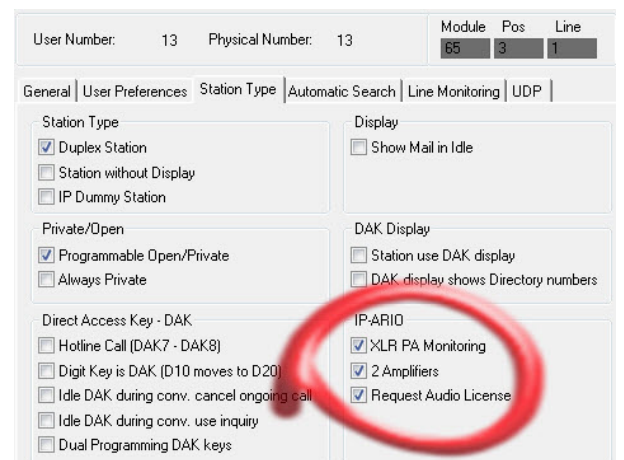 User Number: 13 Physical Number: 13
Module Pos Line
65 3 1
General User Preferences Station Type Automatic Search Line Monitoring UDP
Station Type
Duplex Station
Station without Display
IP Dummy Station
Display
Show Mail in Idle
Private/Open
Programmable Open/Private
Always Private
DAK Display
Station use DAK display
DAK display shows Directory numbers
Direct Access Key - DAK
Hotline Call (DAK7 - DAK8)
Digit Key is DAK (D10 moves to D20)
Idle DAK during conv. cancel ongoing call
Idle DAK during conv. use inquiry
Dual Programming DAK keys
IP-ARIO
XLR PA Monitoring
2 Amplifiers
Request Audio License